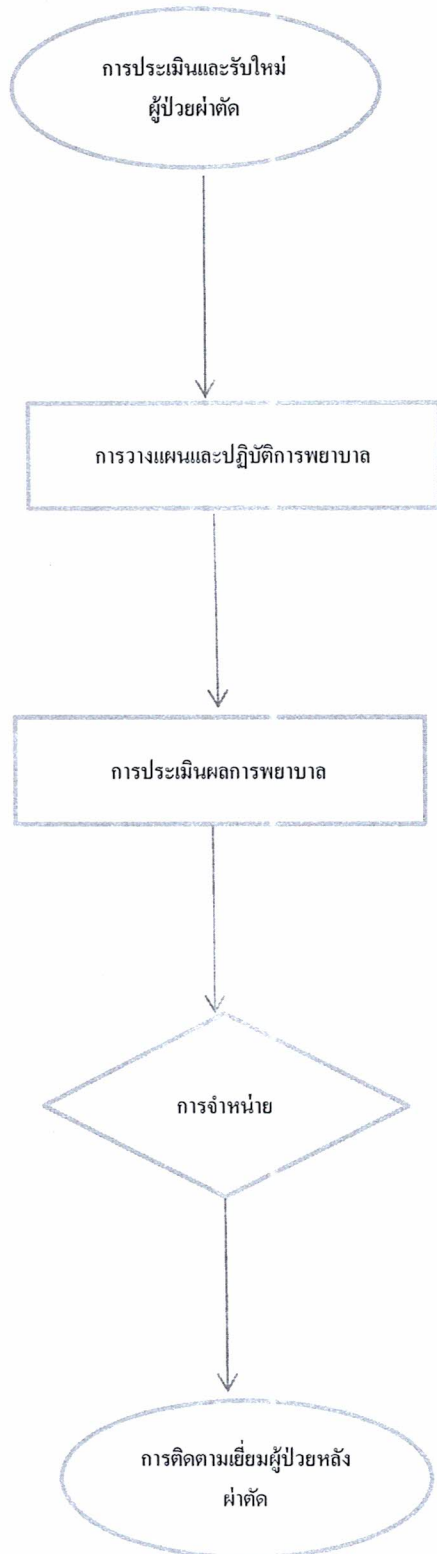 การประเมินและรับใหม่
ผู้ป่วยผ่าตัด
การวางแผนและปฏิบัติการพยาบาล
การประเมินผลการพยาบาล
การจำหน่าย
การติดตามเยี่ยมผู้ป่วยหลัง
ผ่าตัด